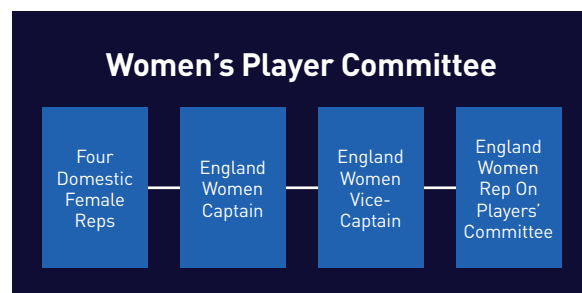 Women’s Player Committee
Four
Domestic
Female
Reps
England
Women
Captain
England
Women
Vice-
Captain
England
Women
Rep On
Players’
Committee